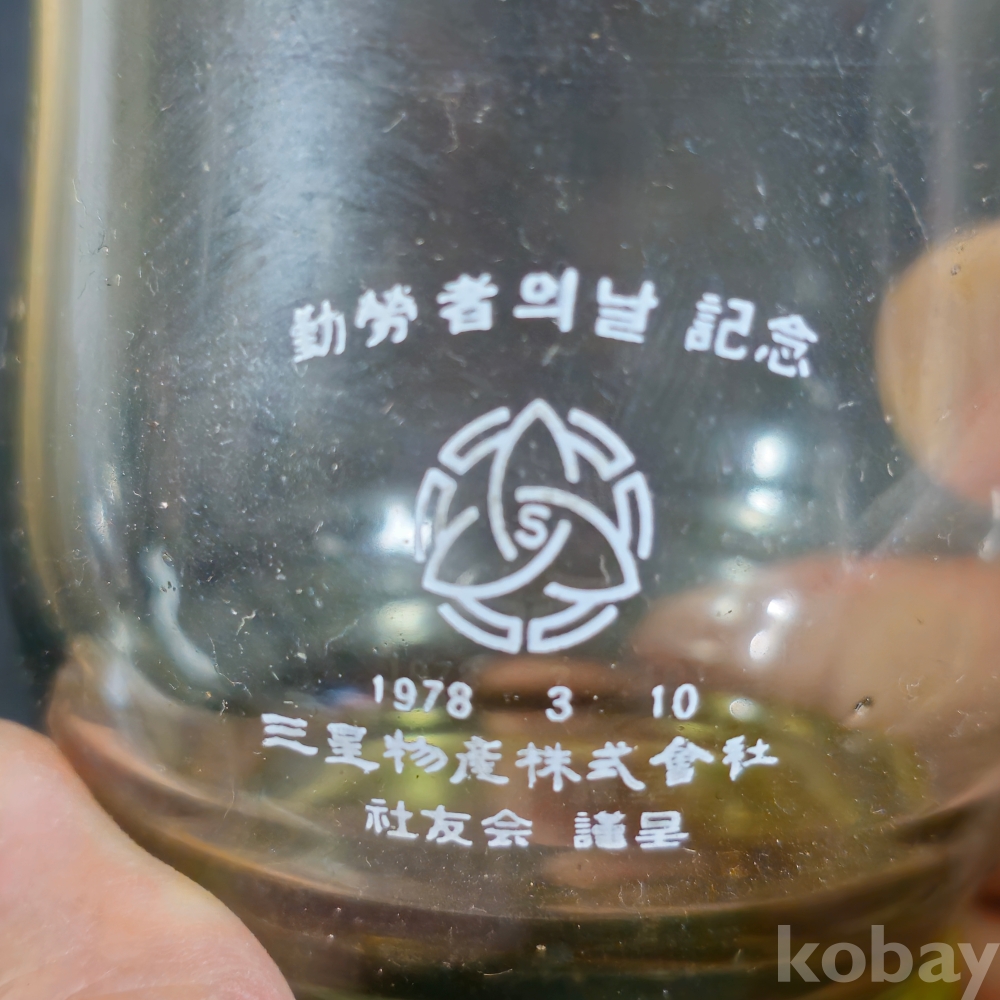 勤勞者의날 記念
S
1978 3 10
三星物産株式會社
社友会 謹呈
kobay